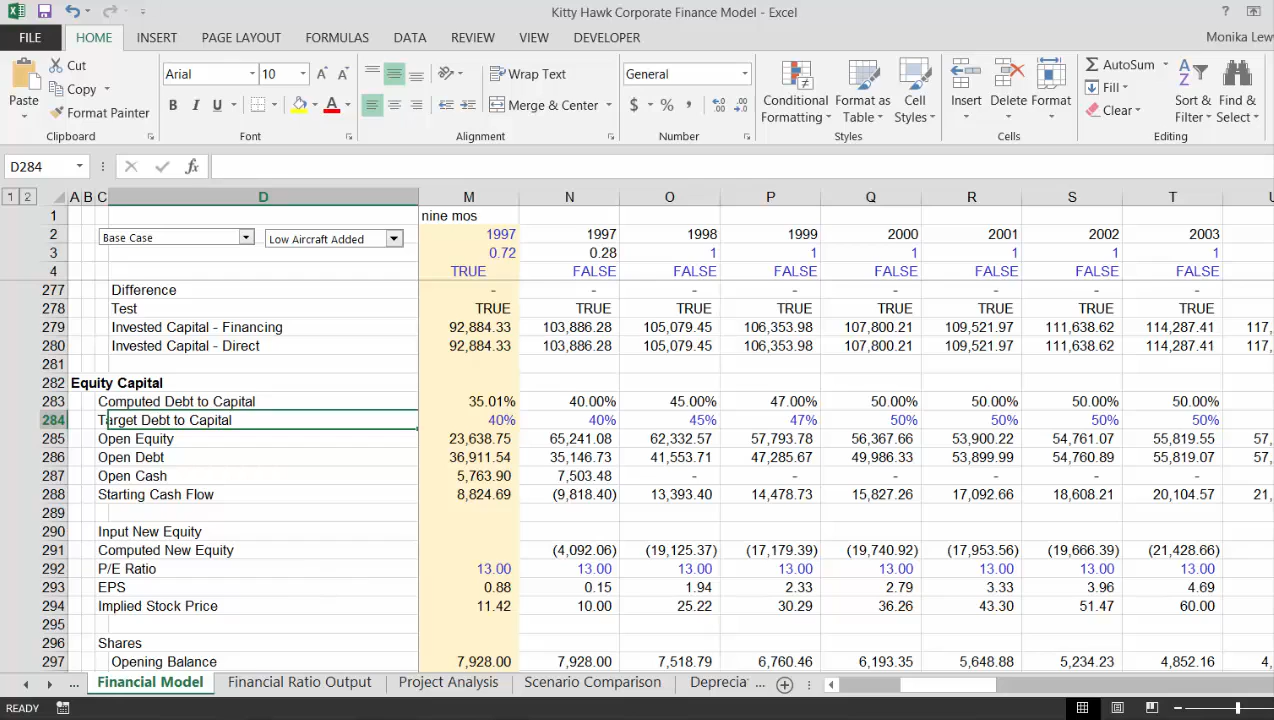 Kitty Hawk Corporate Finance Model - Excel
FILE HOME INSERT PAGE LAYOUT FORMULAS DATA REVIEW VIEW DEVELOPER Monika Lew
Paste Cut Copy Format Painter Clipboard
Arial 10 B I U A Font
Wrap Text Merge & Center Alignment
General $ % , Number
Conditional Formatting Format as Table Cell Styles Styles
Insert Delete Format Cells
AutoSum Fill Clear Sort & Filter Find & Select Editing
D284 fx
1 2 A B C D M N O P Q R S T U
1 nine mos
2 Base Case Low Aircraft Added 1997 1997 1998 1999 2000 2001 2002 2003
3 0.72 0.28 1 1 1 1 1 1
4 TRUE FALSE FALSE FALSE FALSE FALSE FALSE FALSE
277 Difference - - - - - - - -
278 Test TRUE TRUE TRUE TRUE TRUE TRUE TRUE TRUE
279 Invested Capital - Financing 92,884.33 103,886.28 105,079.45 106,353.98 107,800.21 109,521.97 111,638.62 114,287.41 117,
280 Invested Capital - Direct 92,884.33 103,886.28 105,079.45 106,353.98 107,800.21 109,521.97 111,638.62 114,287.41 117,
281
282 Equity Capital
283 Computed Debt to Capital 35.01% 40.00% 45.00% 47.00% 50.00% 50.00% 50.00% 50.00%
284 Target Debt to Capital 40% 40% 45% 47% 50% 50% 50% 50%
285 Open Equity 23,638.75 65,241.08 62,332.57 57,793.78 56,367.66 53,900.22 54,761.07 55,819.55 57,
286 Open Debt 36,911.54 35,146.73 41,553.71 47,285.67 49,986.33 53,899.99 54,760.89 55,819.07 57,
287 Open Cash 5,763.90 7,503.48 - - - - - -
288 Starting Cash Flow 8,824.69 (9,818.40) 13,393.40 14,478.73 15,827.26 17,092.66 18,608.21 20,104.57 21,
289
290 Input New Equity
291 Computed New Equity (4,092.06) (19,125.37) (17,179.39) (19,740.92) (17,953.56) (19,666.39) (21,428.66) (22,
292 P/E Ratio 13.00 13.00 13.00 13.00 13.00 13.00 13.00 13.00
293 EPS 0.88 0.15 1.94 2.33 2.79 3.33 3.96 4.69
294 Implied Stock Price 11.42 10.00 25.22 30.29 36.26 43.30 51.47 60.00
295
296 Shares
297 Opening Balance 7,928.00 7,928.00 7,518.79 6,760.46 6,193.35 5,648.88 5,234.23 4,852.16 4,
... Financial Model Financial Ratio Output Project Analysis Scenario Comparison Deprecia ...
READY